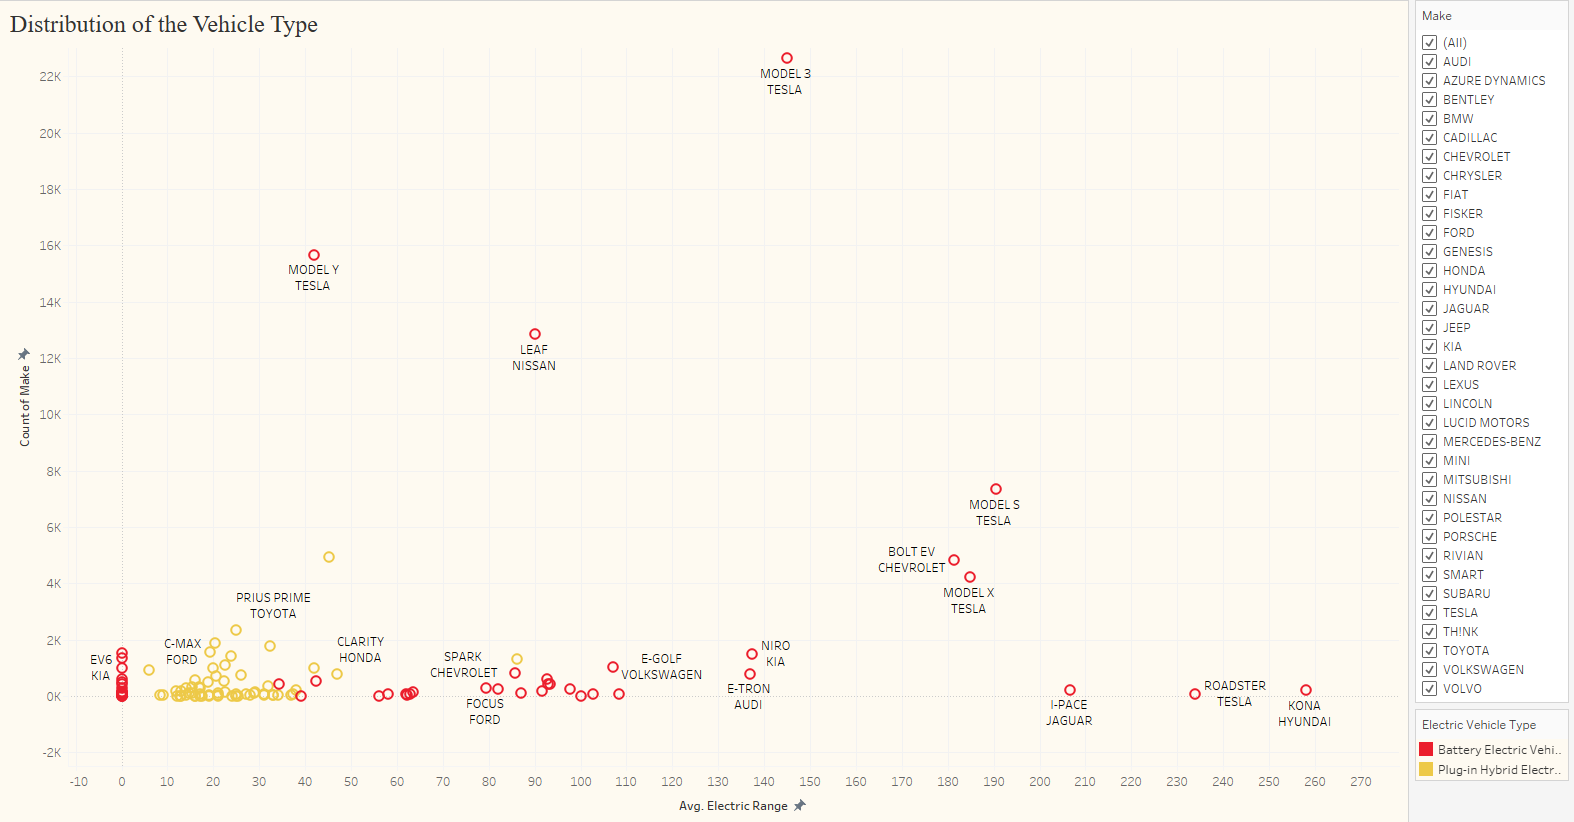 Distribution of the Vehicle Type
22K
20K
18K
16K
14K
12K
10K
8K
6K
4K
2K
0K
-2K
Count of Make
MODEL 3
TESLA
MODEL Y
TESLA
LEAF
NISSAN
MODEL S
TESLA
BOLT EV
CHEVROLET
MODEL X
TESLA
PRIUS PRIME
TOYOTA
C-MAX
FORD
CLARITY
HONDA
EV6
KIA
SPARK
CHEVROLET
E-GOLF
VOLKSWAGEN
NIRO
KIA
FOCUS
FORD
E-TRON
AUDI
I-PACE
JAGUAR
ROADSTER
TESLA
KONA
HYUNDAI
-10 0 10 20 30 40 50 60 70 80 90 100 110 120 130 140 150 160 170 180 190 200 210 220 230 240 250 260 270
Avg. Electric Range
Make
(All)
AUDI
AZURE DYNAMICS
BENTLEY
BMW
CADILLAC
CHEVROLET
CHRYSLER
FIAT
FISKER
FORD
GENESIS
HONDA
HYUNDAI
JAGUAR
JEEP
KIA
LAND ROVER
LEXUS
LINCOLN
LUCID MOTORS
MERCEDES-BENZ
MINI
MITSUBISHI
NISSAN
POLESTAR
PORSCHE
RIVIAN
SMART
SUBARU
TESLA
TH!NK
TOYOTA
VOLKSWAGEN
VOLVO
Electric Vehicle Type
Battery Electric Vehi..
Plug-in Hybrid Electr..